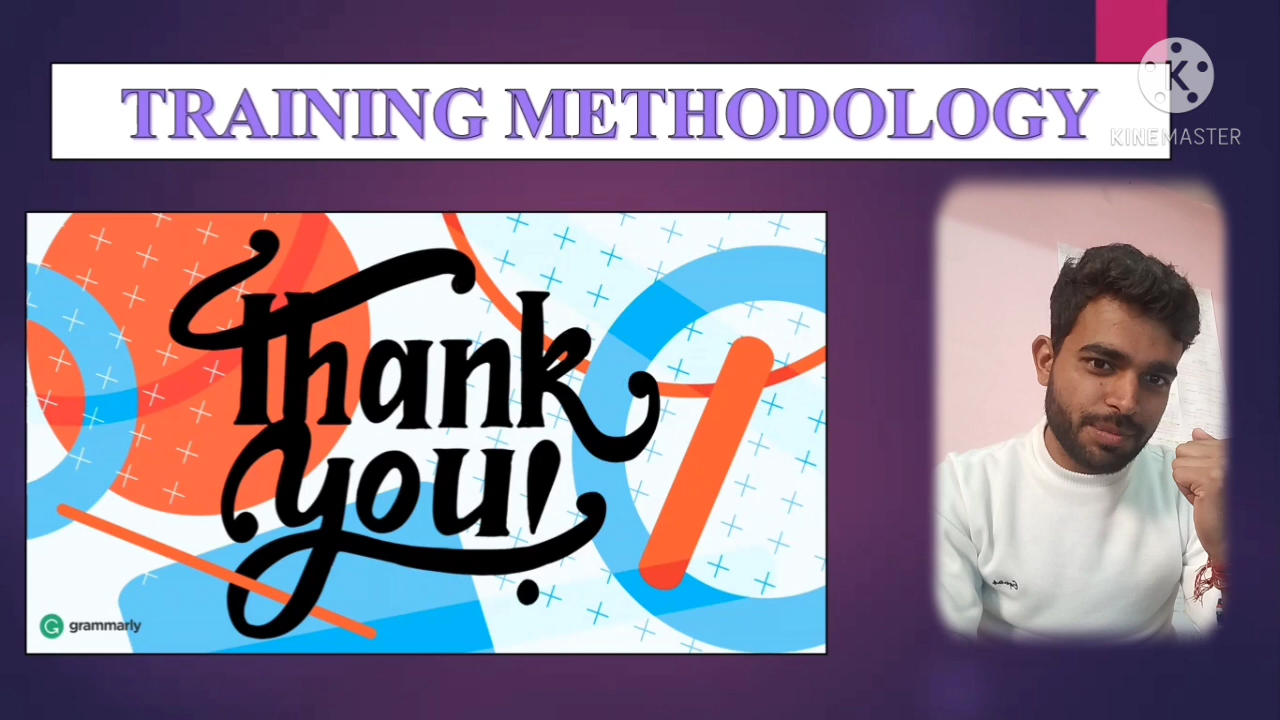 TRAINING METHODOLOGY
K
KINEMASTER
Thank
you!
G grammarly